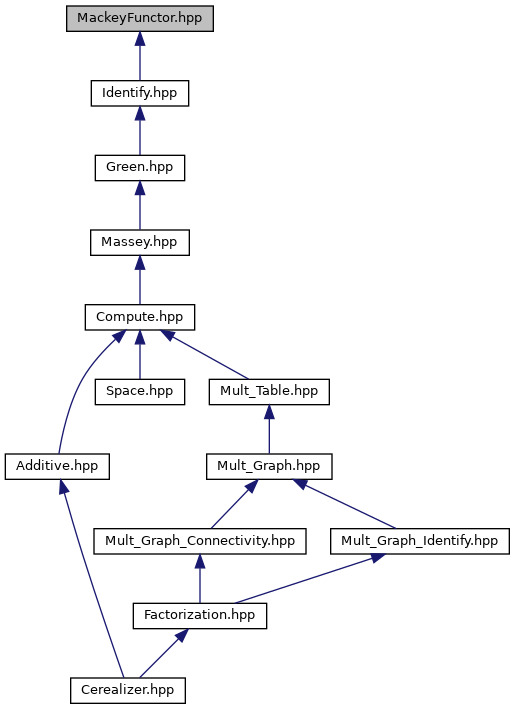 MackeyFunctor.hpp
Identify.hpp
Green.hpp
Massey.hpp
Compute.hpp
Space.hpp
Mult_Table.hpp
Additive.hpp
Mult_Graph.hpp
Mult_Graph_Connectivity.hpp
Mult_Graph_Identify.hpp
Factorization.hpp
Cerealizer.hpp